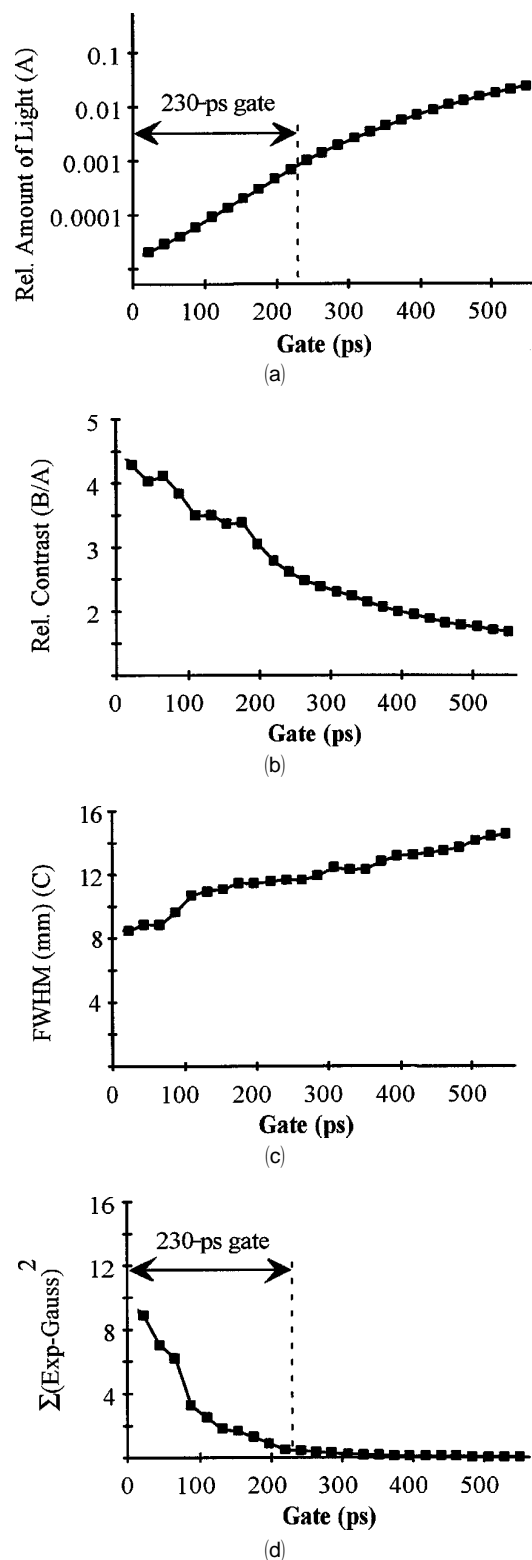 Rel. Amount of Light (A)
0.1
0.01
0.001
0.0001
230-ps gate
0 100 200 300 400 500
Gate (ps)
(a)
Rel. Contrast (B/A)
5
4
3
2
0 100 200 300 400 500
Gate (ps)
(b)
FWHM (mm) (C)
16
12
8
4
0 100 200 300 400 500
Gate (ps)
(c)
Σ(Exp-Gauss)²
16
12
8
4
230-ps gate
0 100 200 300 400 500
Gate (ps)
(d)